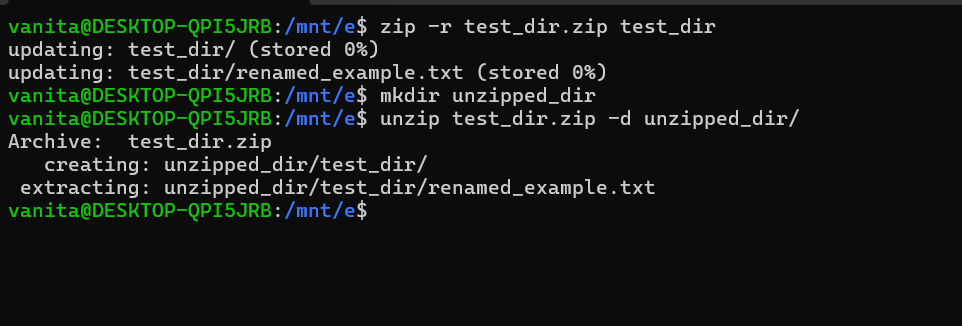 vanita@DESKTOP-QPI5JRB:/mnt/e$ zip -r test_dir.zip test_dir
updating: test_dir/ (stored 0%)
updating: test_dir/renamed_example.txt (stored 0%)
vanita@DESKTOP-QPI5JRB:/mnt/e$ mkdir unzipped_dir
vanita@DESKTOP-QPI5JRB:/mnt/e$ unzip test_dir.zip -d unzipped_dir/
Archive:  test_dir.zip
   creating: unzipped_dir/test_dir/
 extracting: unzipped_dir/test_dir/renamed_example.txt
vanita@DESKTOP-QPI5JRB:/mnt/e$